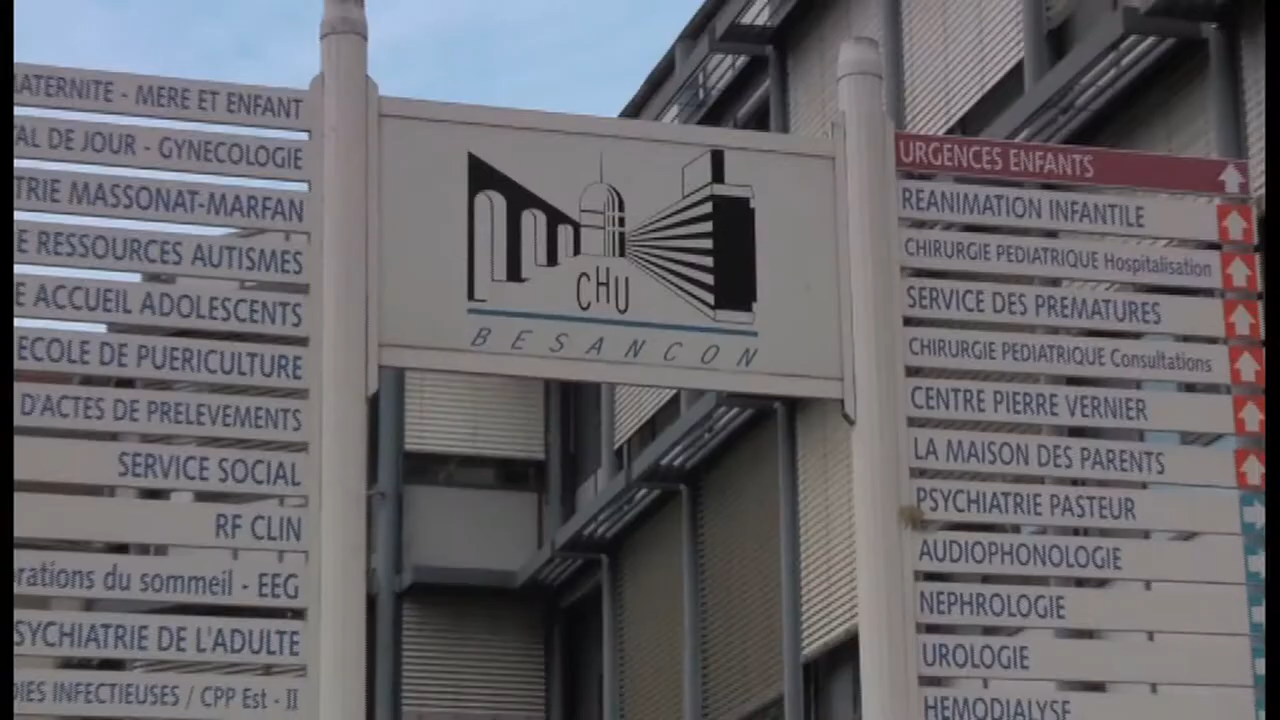 MATERNITE - MERE ET ENFANT
AL DE JOUR - GYNECOLOGIE
TRIE MASSONAT-MARFAN
E RESSOURCES AUTISMES
E ACCUEIL ADOLESCENTS
ECOLE DE PUERICULTURE
D'ACTES DE PRELEVEMENTS
SERVICE SOCIAL
RF CLIN
orations du sommeil - EEG
SYCHIATRIE DE L'ADULTE
DIES INFECTIEUSES / CPP Est - II
CHU
BESANCON
URGENCES ENFANTS
REANIMATION INFANTILE
CHIRURGIE PEDIATRIQUE Hospitalisation
SERVICE DES PREMATURES
CHIRURGIE PEDIATRIQUE Consultations
CENTRE PIERRE VERNIER
LA MAISON DES PARENTS
PSYCHIATRIE PASTEUR
AUDIOPHONOLOGIE
NEPHROLOGIE
UROLOGIE
HEMODIALYSE